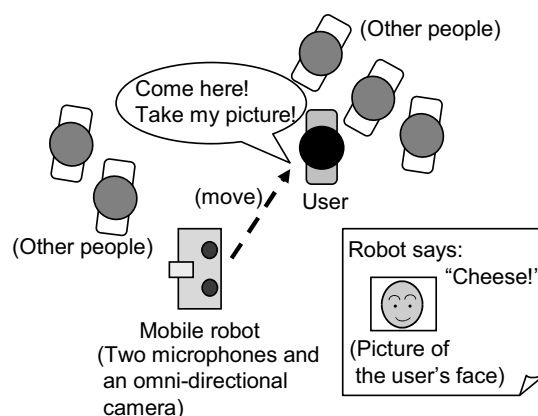 (Other people)
Come here!
Take my picture!
(move)
User
(Other people)
Robot says:
“Cheese!”
Mobile robot
(Two microphones and
an omni-directional
camera)
(Picture of
the user’s face)